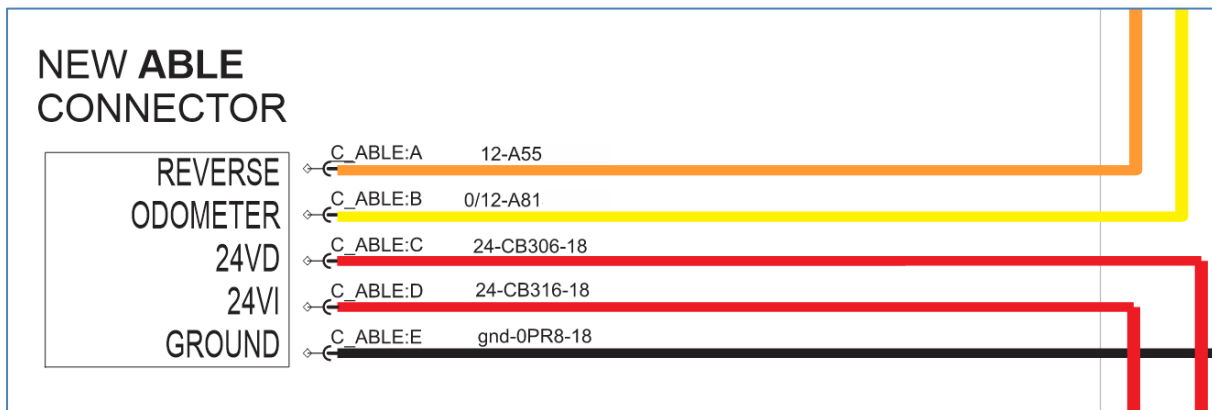 NEW ABLE
CONNECTOR
REVERSE C_ABLE:A 12-A55
ODOMETER C_ABLE:B 0/12-A81
24VD C_ABLE:C 24-CB306-18
24VI C_ABLE:D 24-CB316-18
GROUND C_ABLE:E gnd-0PR8-18